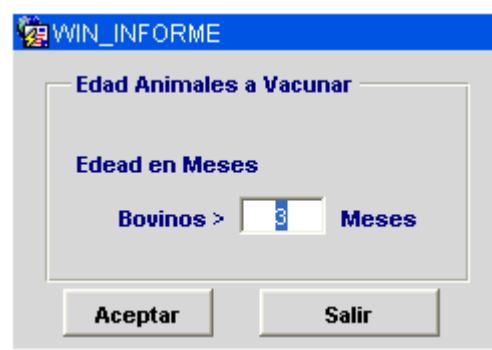 WIN_INFORME
Edad Animales a Vacunar
Edead en Meses
Bovinos > 3 Meses
Aceptar Salir